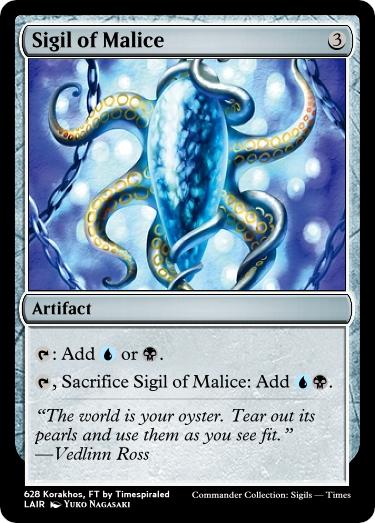 Sigil of Malice 3
Artifact
: Add or .
, Sacrifice Sigil of Malice: Add .
“The world is your oyster. Tear out its
pearls and use them as you see fit.”
—Vedlinn Ross
628 Korakhos, FT by Timespiraled
LAIR Yuko Nagasaki
Commander Collection: Sigils — Times